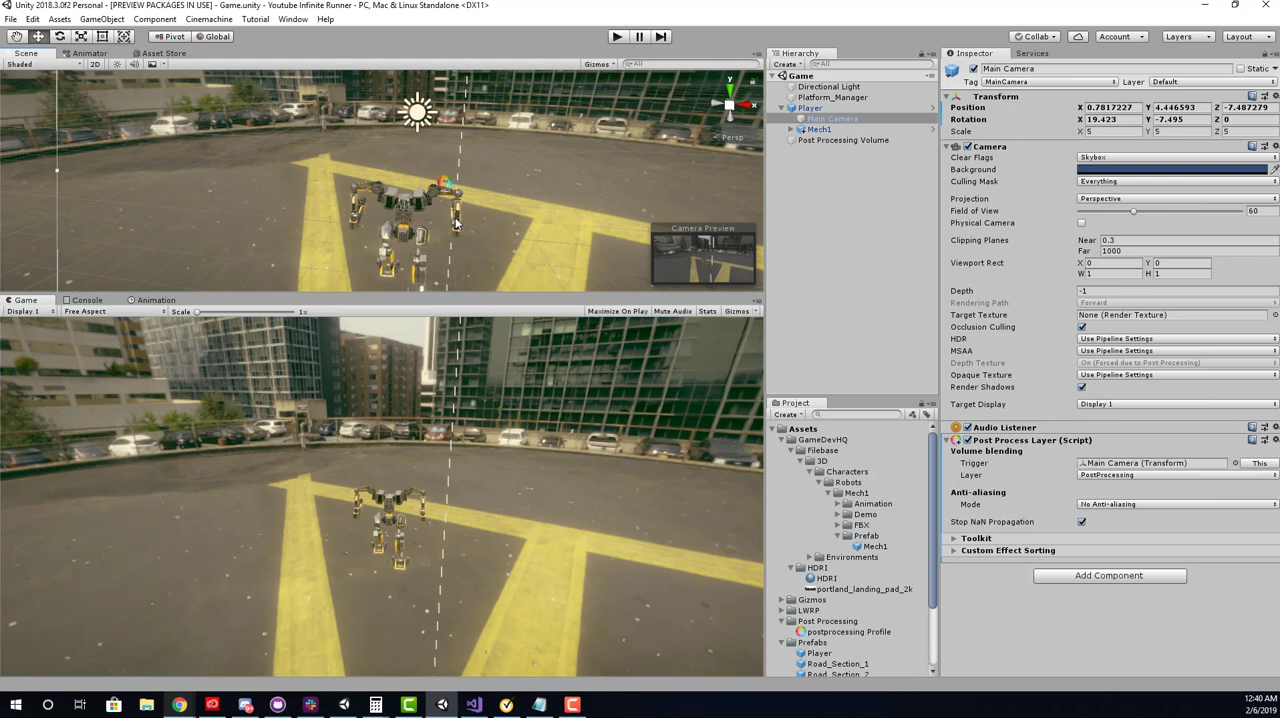 Unity 2018.3.0f2 Personal - [PREVIEW PACKAGES IN USE] - Game.unity - Youtube Infinite Runner - PC, Mac & Linux Standalone <DX11>
File Edit Assets GameObject Component Cinemachine Tutorial Window Help
Pivot Global Collab Account Layers Layout
Scene Animator Asset Store
Shaded 2D Gizmos All
y
x
Persp
Camera Preview
Game Console Animation
Display 1 Free Aspect Scale 1x Maximize On Play Mute Audio Stats Gizmos
Hierarchy
Create All
Game
Directional Light
Platform_Manager
Player
Main Camera
Mech1
Post Processing Volume
Project
Create
Assets
GameDevHQ
Filebase
3D
Characters
Robots
Mech1
Animation
Demo
FBX
Prefab
Mech1
Environments
HDRI
HDRI
portland_landing_pad_2k
Gizmos
LWRP
Post Processing
postprocessing Profile
Prefabs
Player
Road_Section_1
Road_Section_2
Inspector Services
Main Camera Static
Tag MainCamera Layer Default
Transform
Position X 0.7817227 Y 4.446593 Z -7.487279
Rotation X 19.423 Y -7.495 Z 0
Scale X 5 Y 5 Z 5
Camera
Clear Flags Skybox
Background
Culling Mask Everything
Projection Perspective
Field of View 60
Physical Camera
Clipping Planes Near 0.3
Far 1000
Viewport Rect X 0 Y 0
W 1 H 1
Depth -1
Rendering Path Forward
Target Texture None (Render Texture)
Occlusion Culling
HDR Use Pipeline Settings
MSAA Use Pipeline Settings
Depth Texture On (Forced due to Post Processing)
Opaque Texture Use Pipeline Settings
Render Shadows
Target Display Display 1
Audio Listener
Post Process Layer (Script)
Volume blending
Trigger Main Camera (Transform) This
Layer PostProcessing
Anti-aliasing
Mode No Anti-aliasing
Stop NaN Propagation
Toolkit
Custom Effect Sorting
Add Component
12:40 AM
2/6/2019